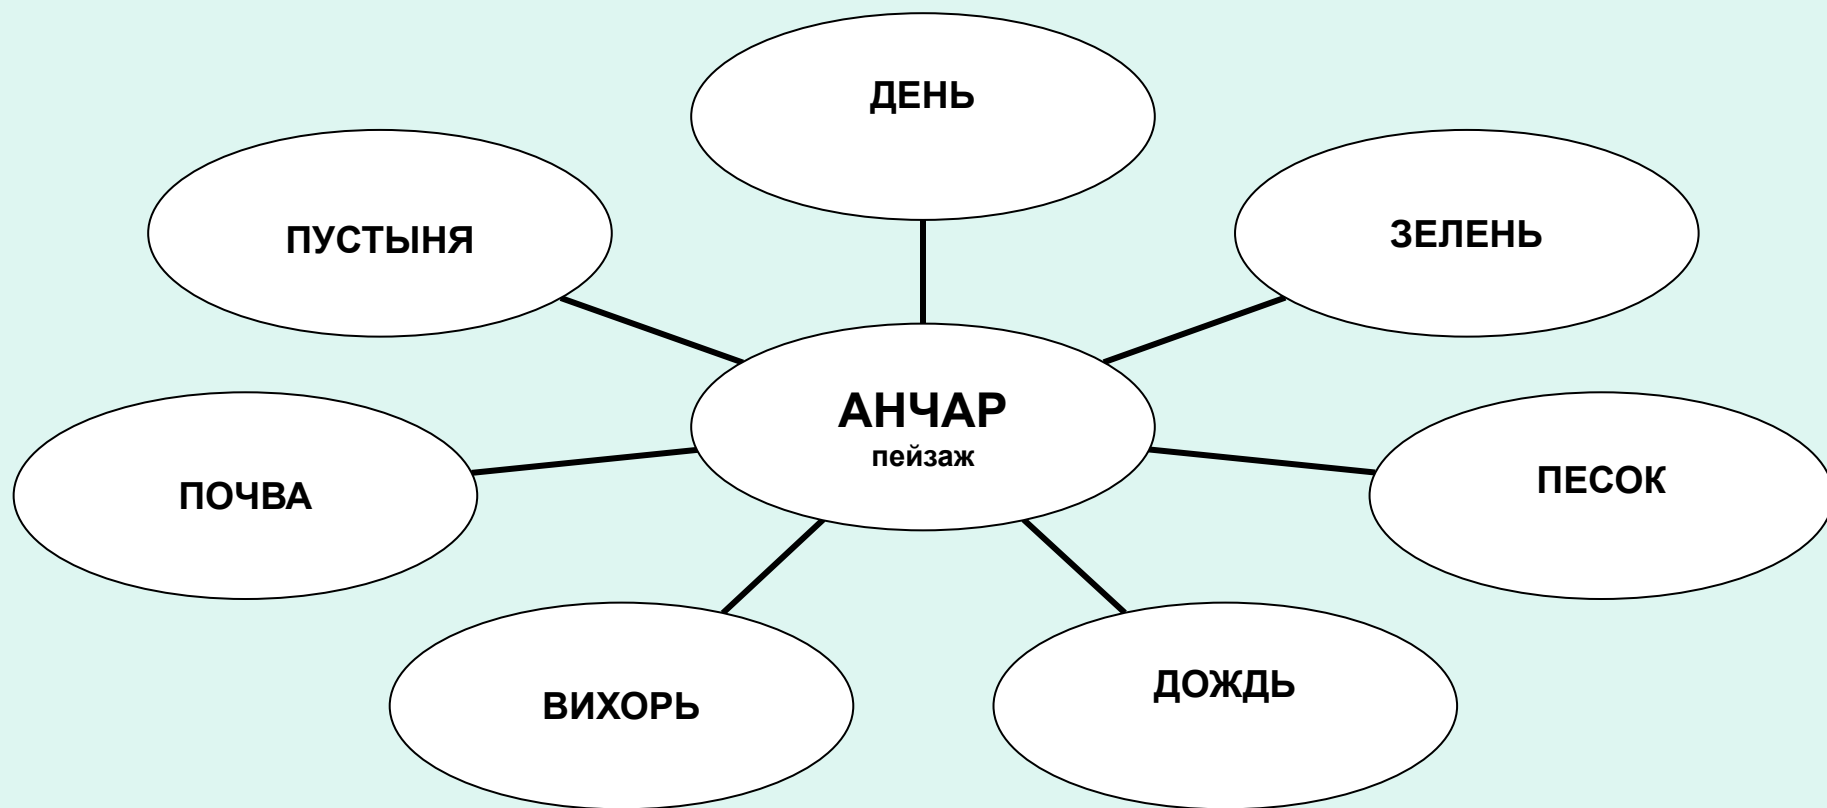 ДЕНЬ
ПУСТЫНЯ
ЗЕЛЕНЬ
АНЧАР
пейзаж
ПОЧВА
ПЕСОК
ВИХОРЬ
ДОЖДЬ